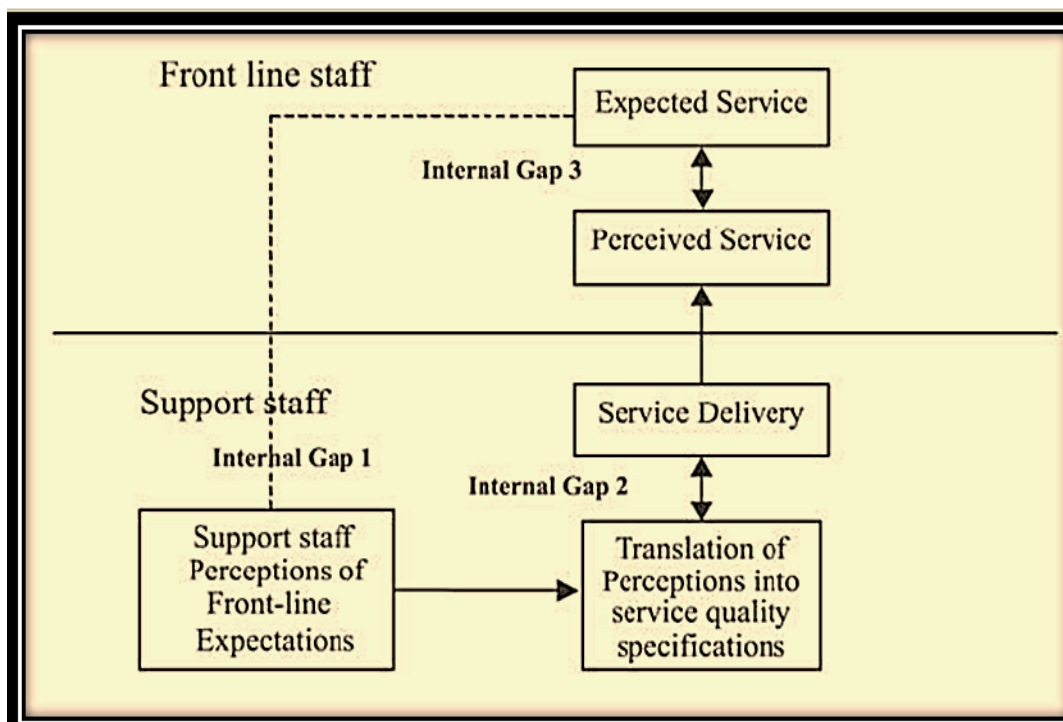 Front line staff
Expected Service
Internal Gap 3
Perceived Service
Support staff
Service Delivery
Internal Gap 1
Internal Gap 2
Support staff
Perceptions of
Front-line
Expectations
Translation of
Perceptions into
service quality
specifications